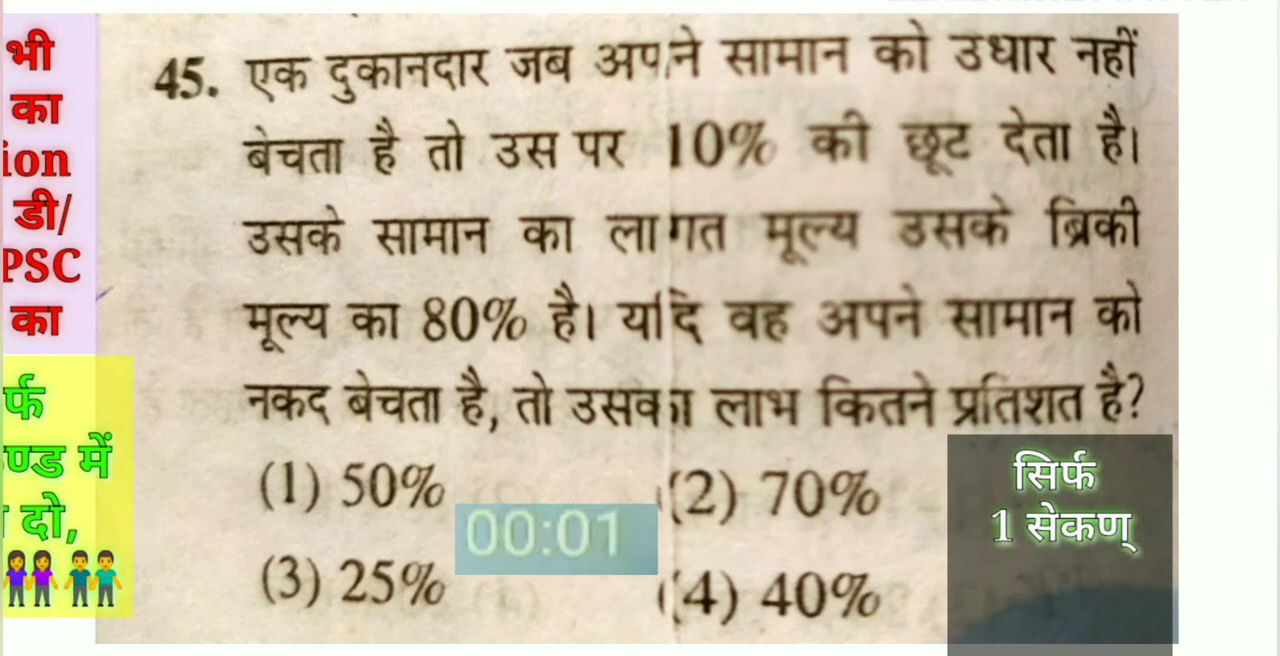 भी
का
ion
डी/
PSC
का
र्फ
ण्ड में
दो,
45. एक दुकानदार जब अपने सामान को उधार नहीं
बेचता है तो उस पर 10% की छूट देता है।
उसके सामान का लागत मूल्य उसके ब्रिकी
मूल्य का 80% है। यदि वह अपने सामान को
नकद बेचता है, तो उसका लाभ कितने प्रतिशत है?
(1) 50% (2) 70%
(3) 25% (4) 40%
00:01
सिर्फ
1 सेकण्